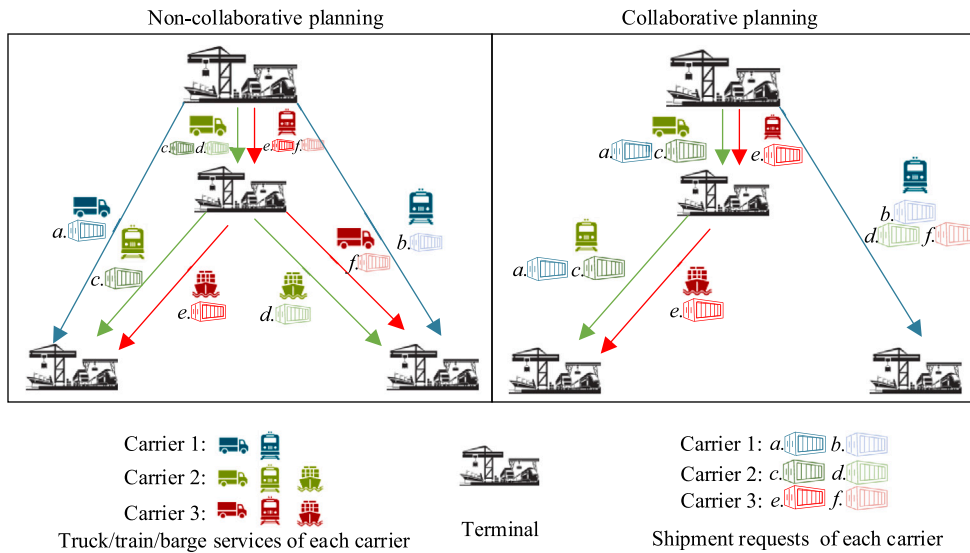 Non-collaborative planning
Collaborative planning
c. d. e. f.
a. c. e.
a.
b.
b.
c.
f.
d. f.
a. c.
e.
d.
e.
Carrier 1:
Carrier 2:
Carrier 3:
Truck/train/barge services of each carrier
Terminal
Carrier 1: a. b.
Carrier 2: c. d.
Carrier 3: e. f.
Shipment requests of each carrier